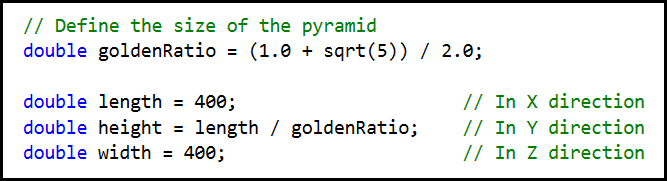 // Define the size of the pyramid
double goldenRatio = (1.0 + sqrt(5)) / 2.0;
double length = 400; // In X direction
double height = length / goldenRatio; // In Y direction
double width = 400; // In Z direction